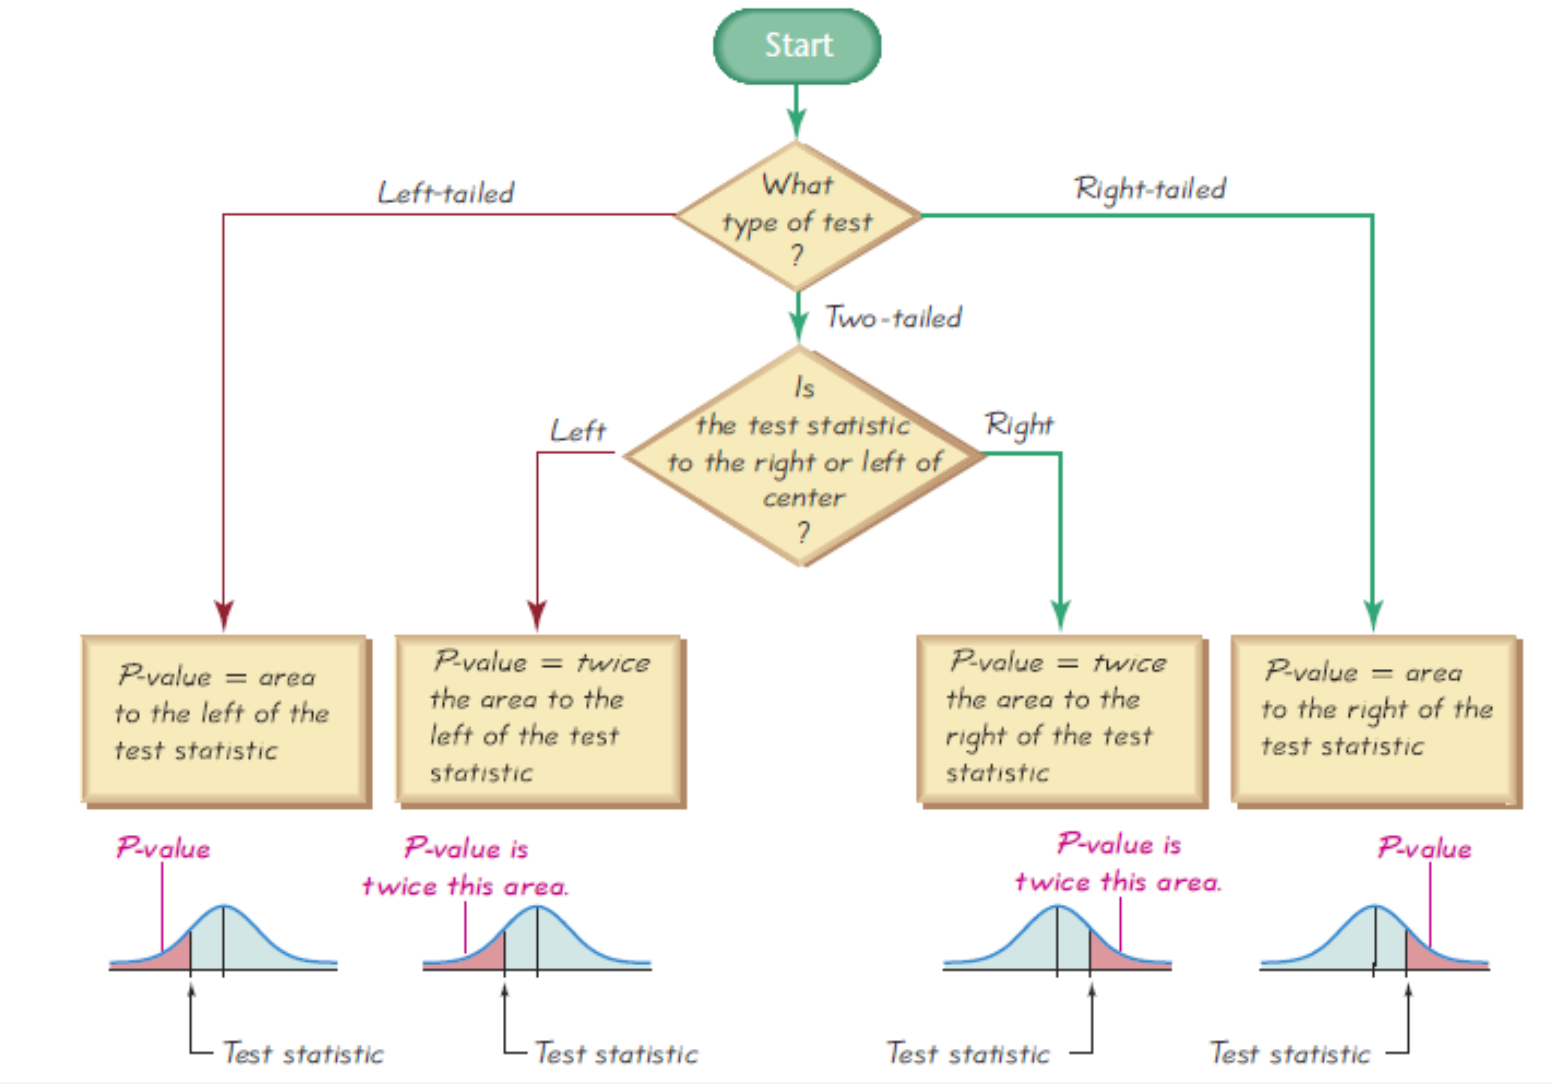 Start
What
type of test
?
Left-tailed
Right-tailed
Two-tailed
Is
the test statistic
to the right or left of
center
?
Left
Right
P-value = area
to the left of the
test statistic
P-value = twice
the area to the
left of the test
statistic
P-value = twice
the area to the
right of the test
statistic
P-value = area
to the right of the
test statistic
P-value
P-value is
twice this area.
P-value is
twice this area.
P-value
Test statistic
Test statistic
Test statistic
Test statistic